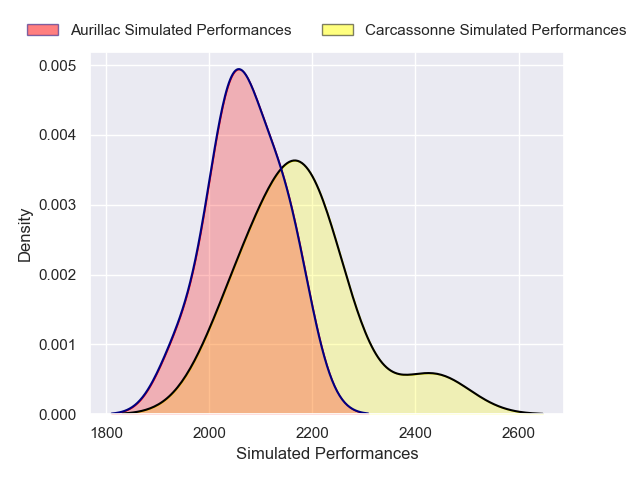 Aurillac Simulated Performances Carcassonne Simulated Performances
0.005
0.004
0.003
0.002
0.001
0.000
Density
1800 2000 2200 2400 2600
Simulated Performances